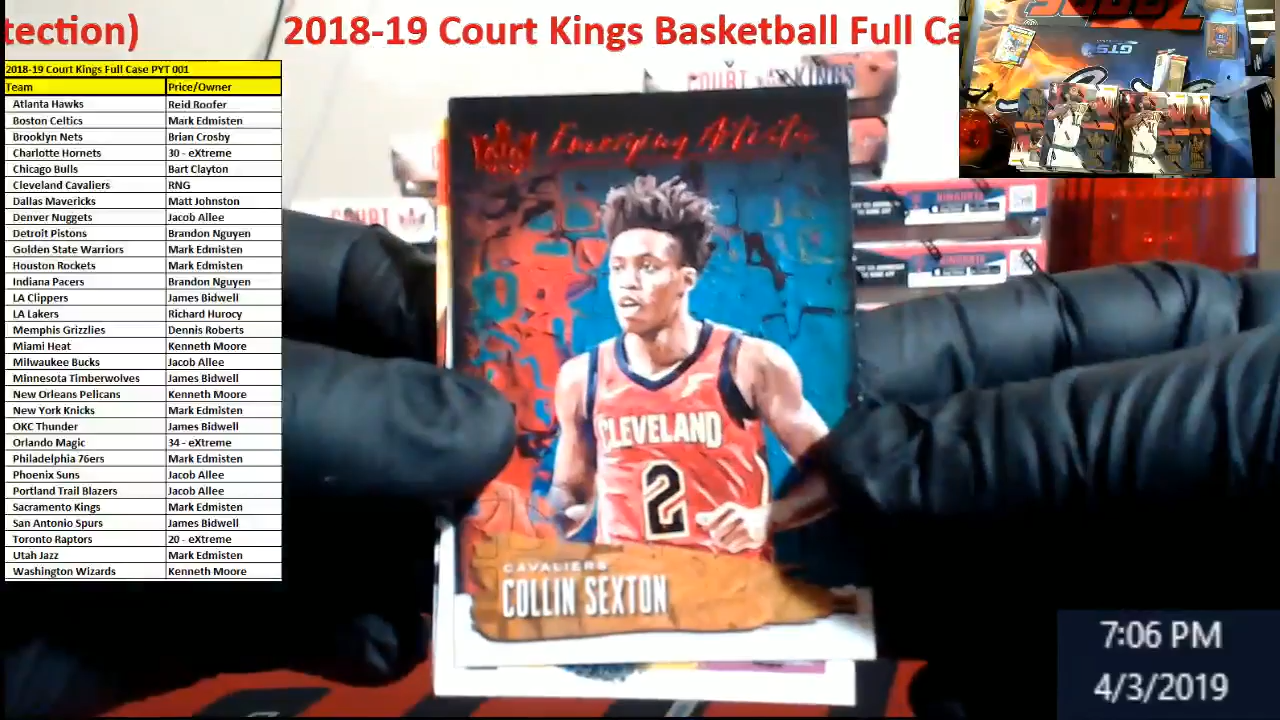 tection) 2018-19 Court Kings Basketball Full Ca
2018-19 Court Kings Full Case PYT 001
Team Price/Owner
Atlanta Hawks Reid Roofer
Boston Celtics Mark Edmisten
Brooklyn Nets Brian Crosby
Charlotte Hornets 30 - eXtreme
Chicago Bulls Bart Clayton
Cleveland Cavaliers RNG
Dallas Mavericks Matt Johnston
Denver Nuggets Jacob Allee
Detroit Pistons Brandon Nguyen
Golden State Warriors Mark Edmisten
Houston Rockets Mark Edmisten
Indiana Pacers Brandon Nguyen
LA Clippers James Bidwell
LA Lakers Richard Hurocy
Memphis Grizzlies Dennis Roberts
Miami Heat Kenneth Moore
Milwaukee Bucks Jacob Allee
Minnesota Timberwolves James Bidwell
New Orleans Pelicans Kenneth Moore
New York Knicks Mark Edmisten
OKC Thunder James Bidwell
Orlando Magic 34 - eXtreme
Philadelphia 76ers Mark Edmisten
Phoenix Suns Jacob Allee
Portland Trail Blazers Jacob Allee
Sacramento Kings Mark Edmisten
San Antonio Spurs James Bidwell
Toronto Raptors 20 - eXtreme
Utah Jazz Mark Edmisten
Washington Wizards Kenneth Moore
COURT KINGS
COURT
Emerging Artists
CLEVELAND
2
CAVALIERS
COLLIN SEXTON
GTS
7:06 PM
4/3/2019